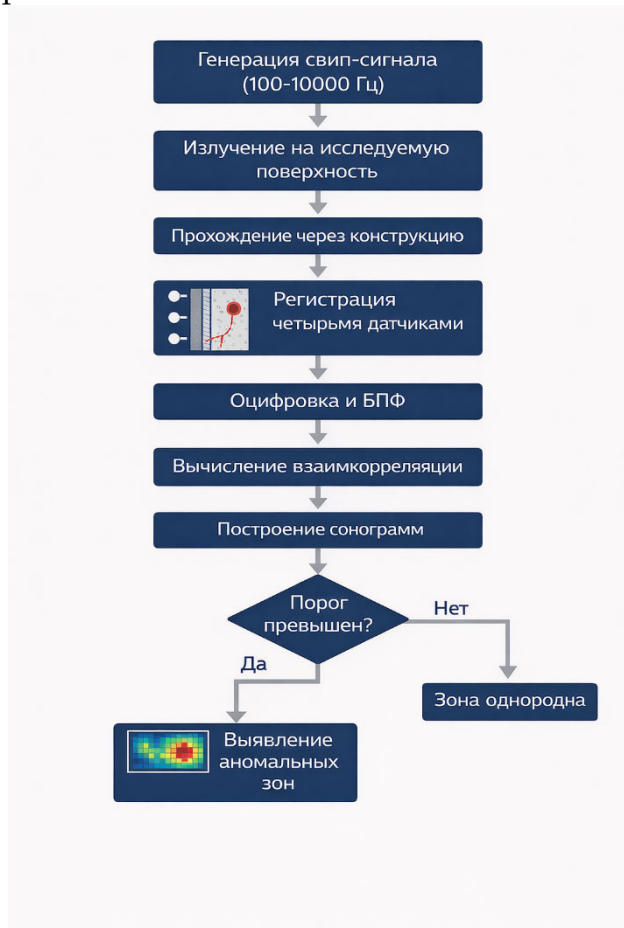 Генерация свип-сигнала
(100-10000 Гц)
Излучение на исследуемую
поверхность
Прохождение через конструкцию
Регистрация
четырьмя датчиками
Оцифровка и БПФ
Вычисление взаимкорреляяции
Построение сонограмм
Порог
превышен?
Нет
Да
Зона однородна
Выявление
аномальных
зон